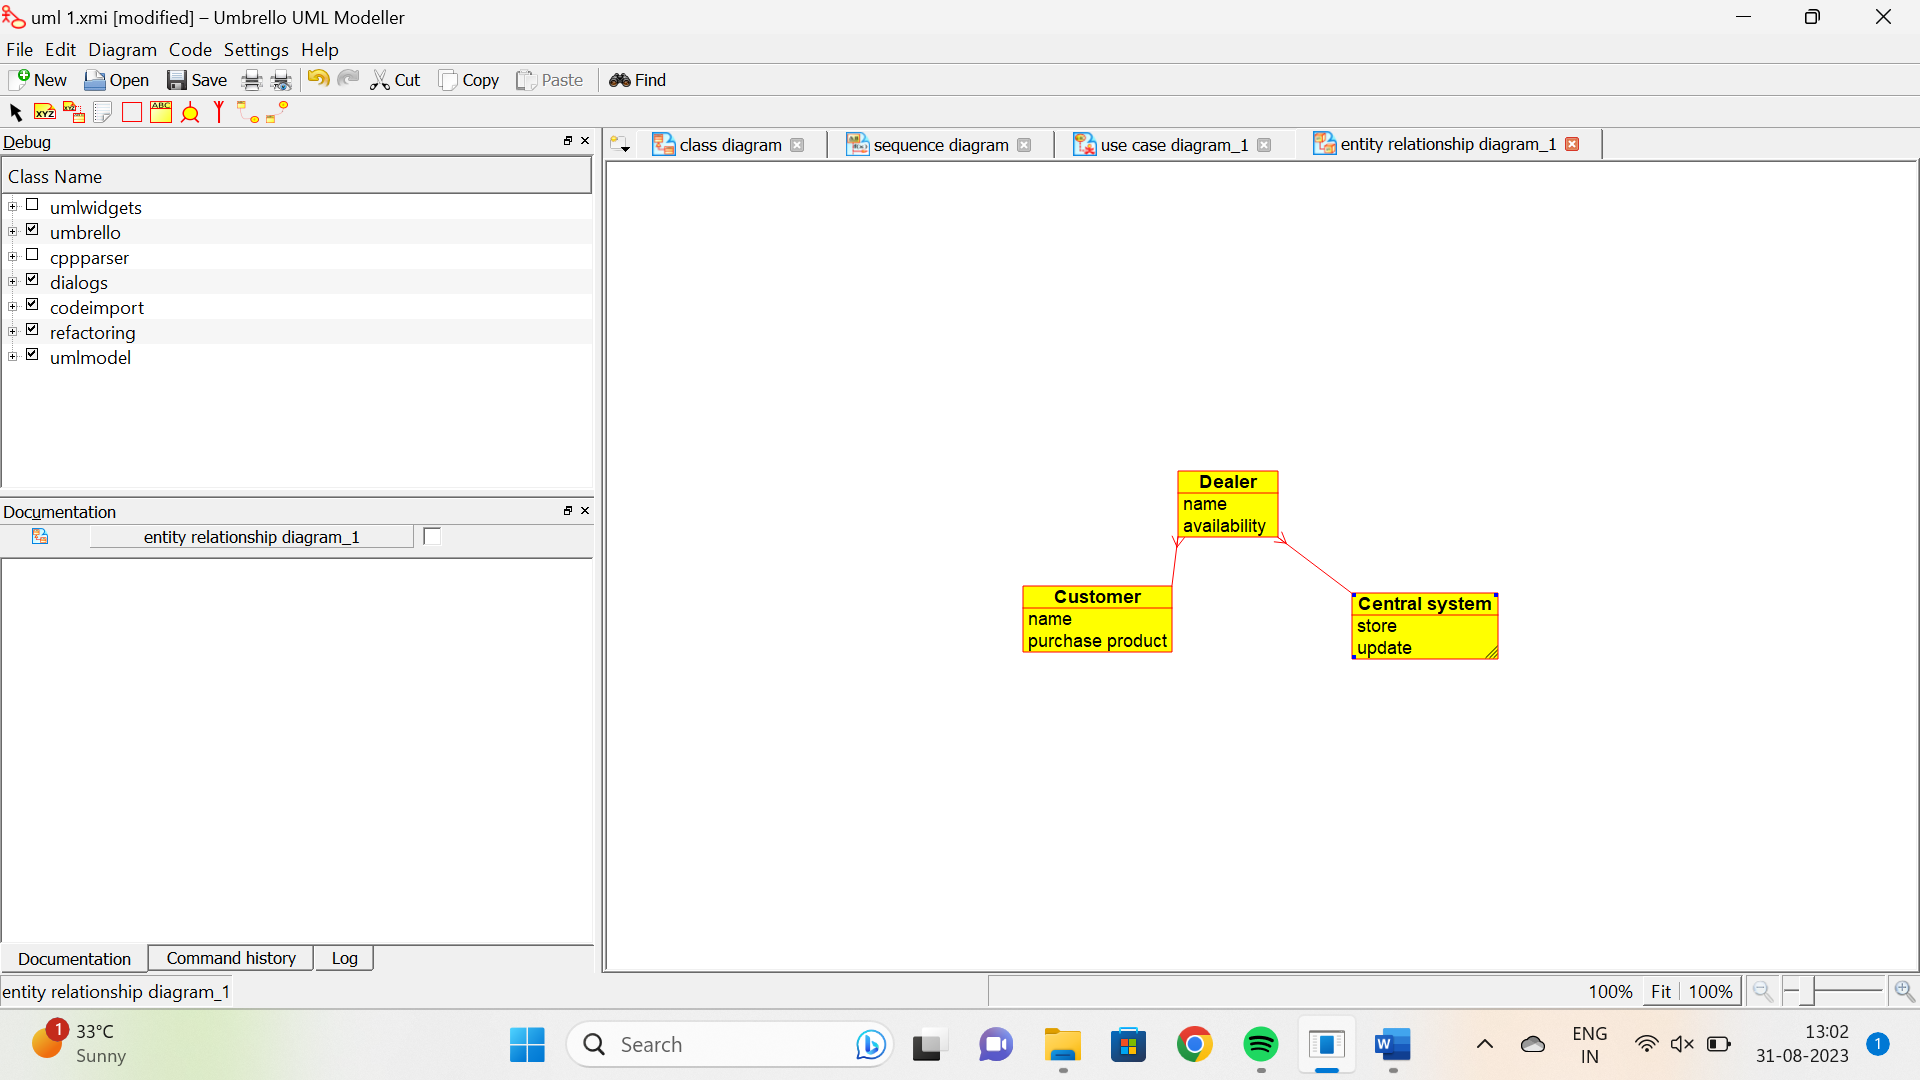 uml 1.xmi [modified] – Umbrello UML Modeller
File Edit Diagram Code Settings Help
New Open Save Cut Copy Paste Find
XYZ XYZ ABC
Debug
class diagram sequence diagram use case diagram_1 entity relationship diagram_1
Class Name
umlwidgets
umbrello
cppparser
dialogs
codeimport
refactoring
umlmodel
Documentation
entity relationship diagram_1
Dealer
name
availability
Customer
name
purchase product
Central system
store
update
Documentation Command history Log
entity relationship diagram_1 100% Fit 100%
1 33°C
Sunny
Search
W
ENG
IN
13:02
31-08-2023
1